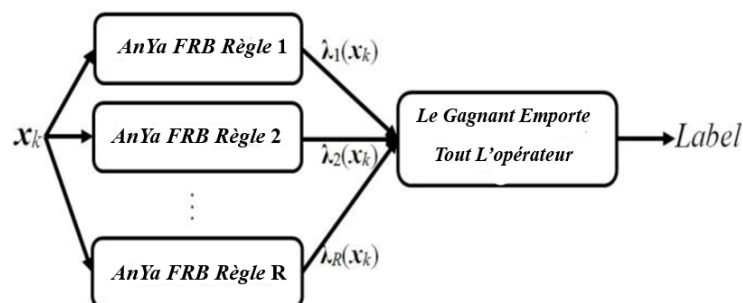 AnYa FRB Règle 1
λ1(xk)
xk
AnYa FRB Règle 2
λ2(xk)
Le Gagnant Emporte
Tout L’opérateur
Label
⋮
AnYa FRB Règle R
λR(xk)